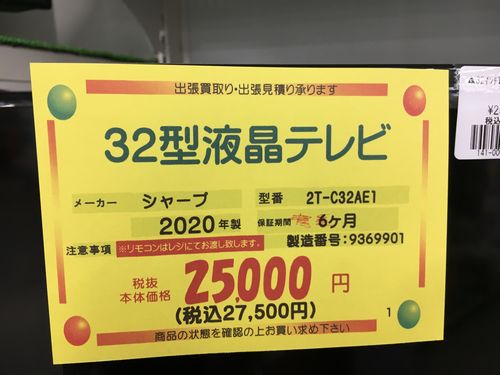 出張買取り・出張見積り承ります
32型液晶テレビ
メーカー シャープ 型番 2T-C32AE1
2020年製 保証期間 6ヶ月
製造番号:9369901
注意事項 ※リモコンはレジにてお渡し致します。
税抜
本体価格 25,000 円
(税込27,500円)
商品の状態を確認の上お買い求め下さい
1